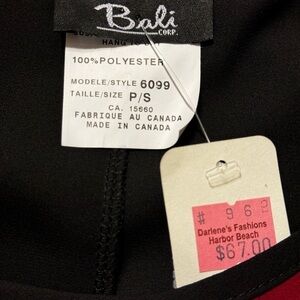 Bali
CORP.
HANG
100% POLYESTER
MODELE/STYLE 6099
TAILLE/SIZE P/S
CA. 15660
FABRIQUE AU CANADA
MADE IN CANADA
# 962
Darlene's Fashions
Harbor Beach
$67.00